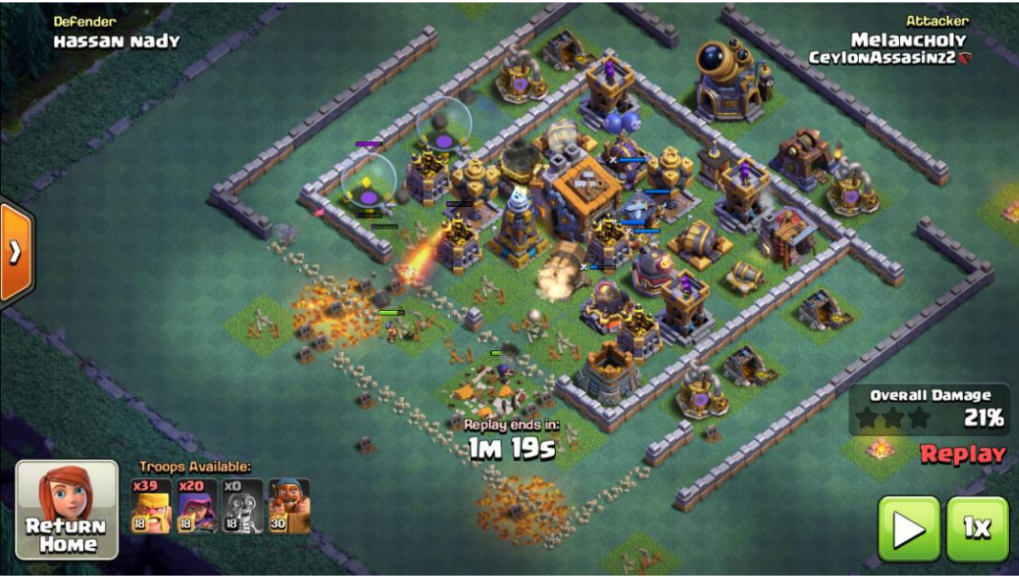 Defender
Hassan Nady
Attacker
Melancholy
CeylonAssasinz2
Overall Damage
21%
Replay ends in:
1m 19s
Replay
Troops Available:
x39 x20 x0
18 18 18 30
Return
Home
1x